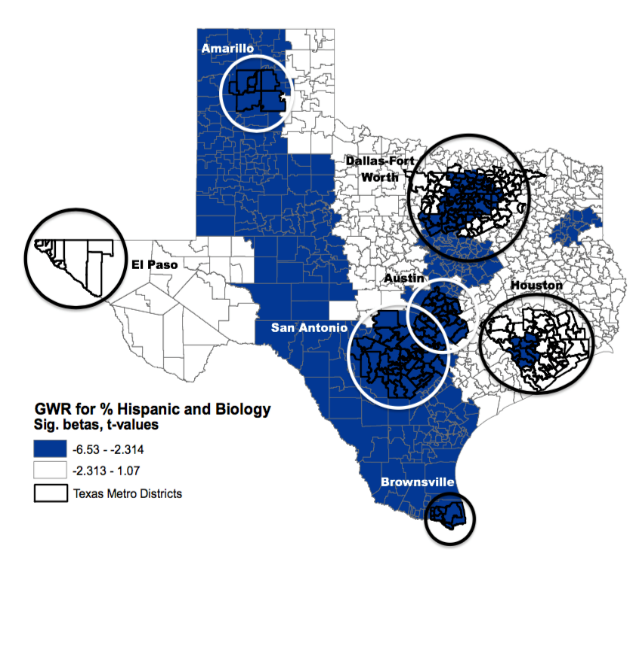 Amarillo
Dallas-Fort
Worth
El Paso
Austin
Houston
San Antonio
GWR for % Hispanic and Biology
Sig. betas, t-values
-6.53 - -2.314
-2.313 - 1.07
Texas Metro Districts
Brownsville